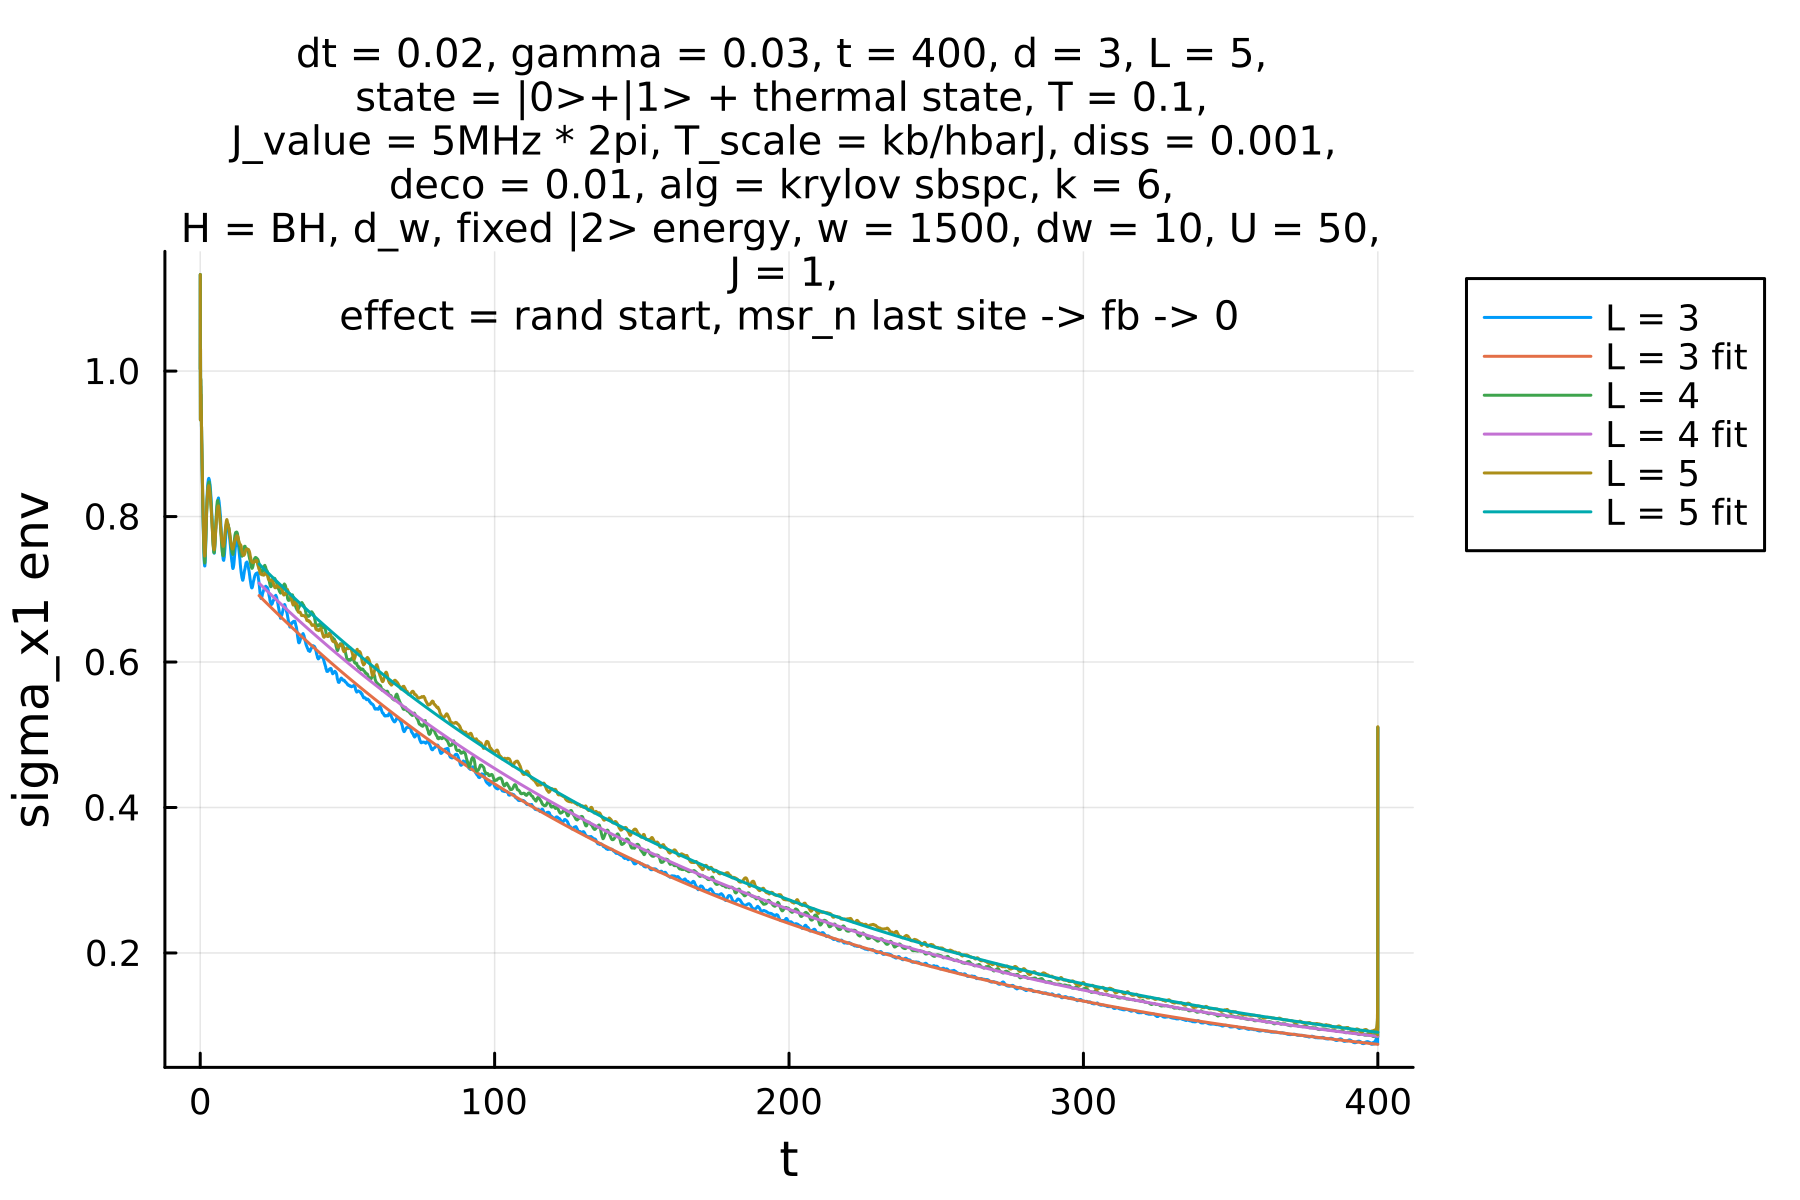 dt = 0.02, gamma = 0.03, t = 400, d = 3, L = 5,
state = |0>+|1> + thermal state, T = 0.1,
J_value = 5MHz * 2pi, T_scale = kb/hbarJ, diss = 0.001,
deco = 0.01, alg = krylov sbspc, k = 6,
H = BH, d_w, fixed |2> energy, w = 1500, dw = 10, U = 50,
J = 1,
effect = rand start, msr_n last site -> fb -> 0
L = 3
L = 3 fit
L = 4
L = 4 fit
L = 5
L = 5 fit
sigma_x1 env
1.0
0.8
0.6
0.4
0.2
0
100
200
300
400
t